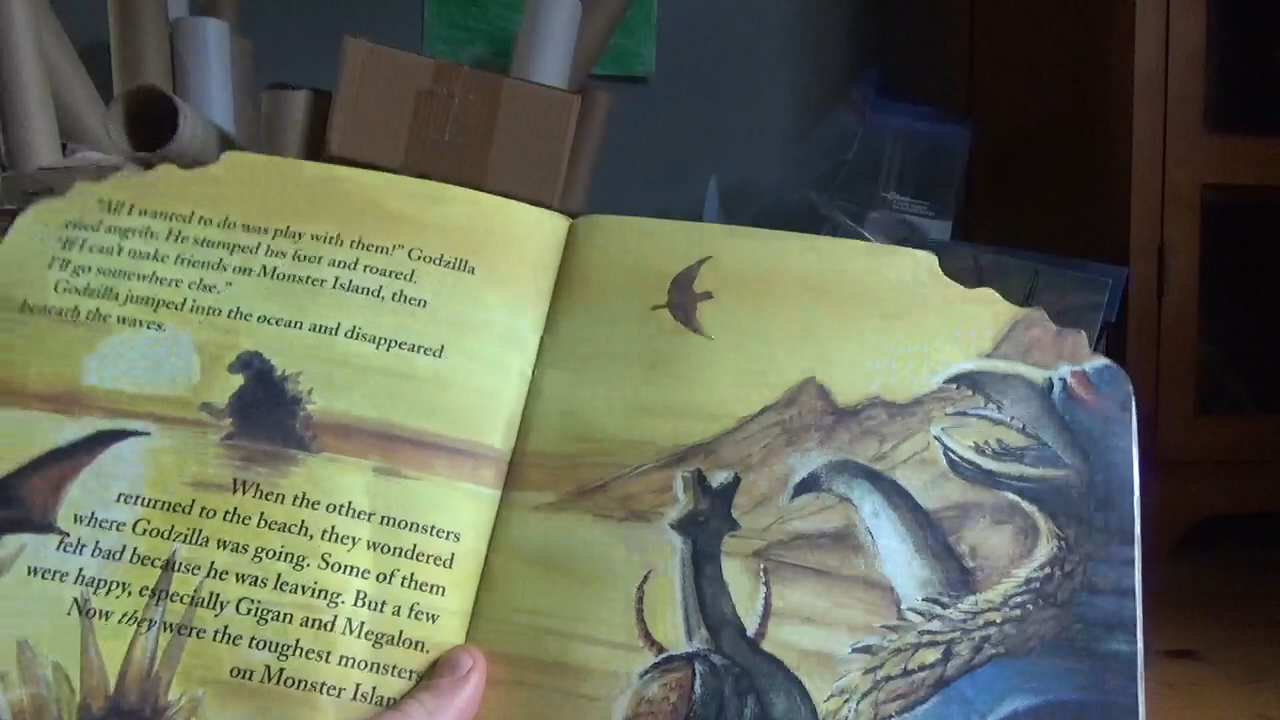 "All I wanted to do was play with them!" Godzilla
cried angrily. He stumped his foot and roared.
"If I can't make friends on Monster Island, then
I'll go somewhere else."
Godzilla jumped into the ocean and disappeared
beneath the waves.
When the other monsters
returned to the beach, they wondered
where Godzilla was going. Some of them
felt bad because he was leaving. But a few
were happy, especially Gigan and Megalon.
Now they were the toughest monsters
on Monster Islan